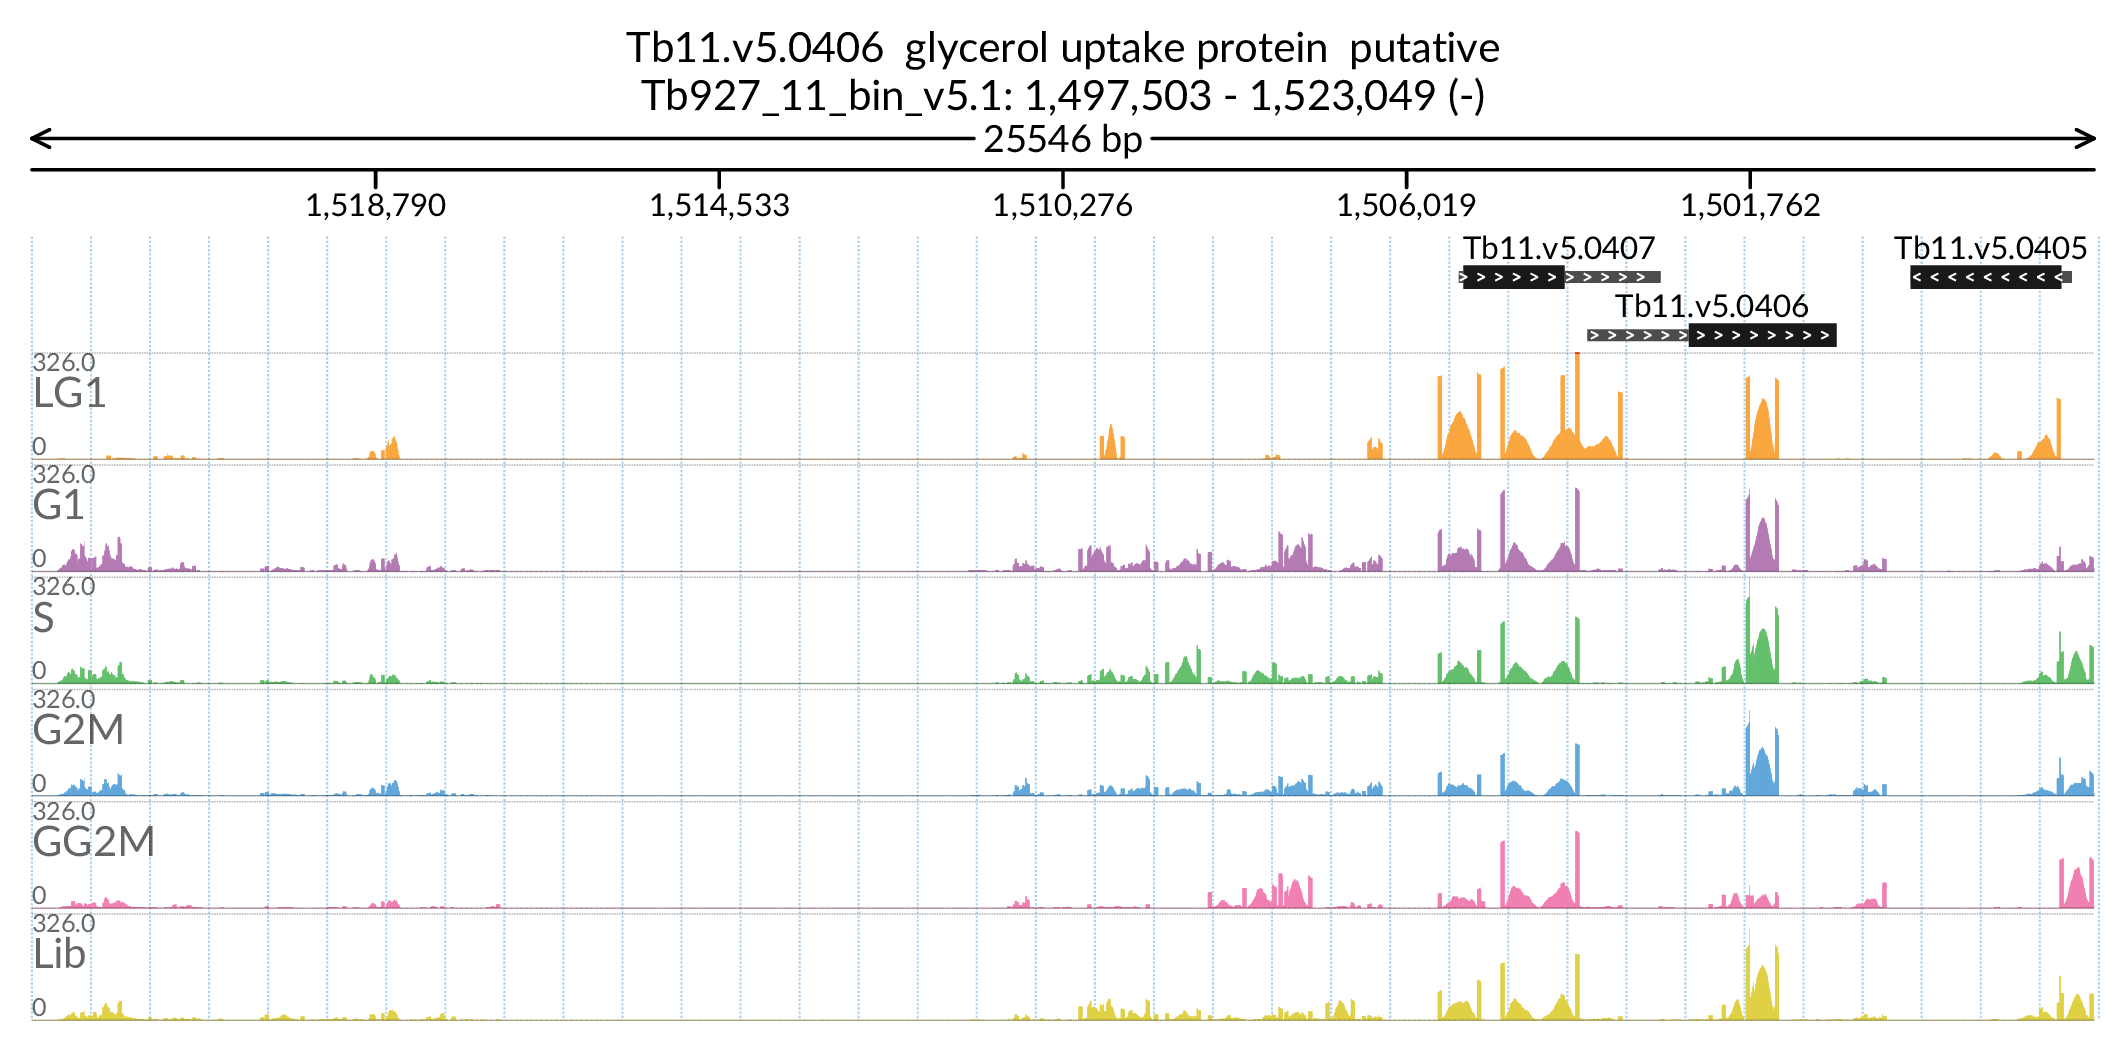 Tb11.v5.0406 glycerol uptake protein putative
Tb927_11_bin_v5.1: 1,497,503 - 1,523,049 (-)
25546 bp
1,518,790 1,514,533 1,510,276 1,506,019 1,501,762
Tb11.v5.0407 Tb11.v5.0405
Tb11.v5.0406
326.0
LG1
0
326.0
G1
0
326.0
S
0
326.0
G2M
0
326.0
GG2M
0
326.0
Lib
0